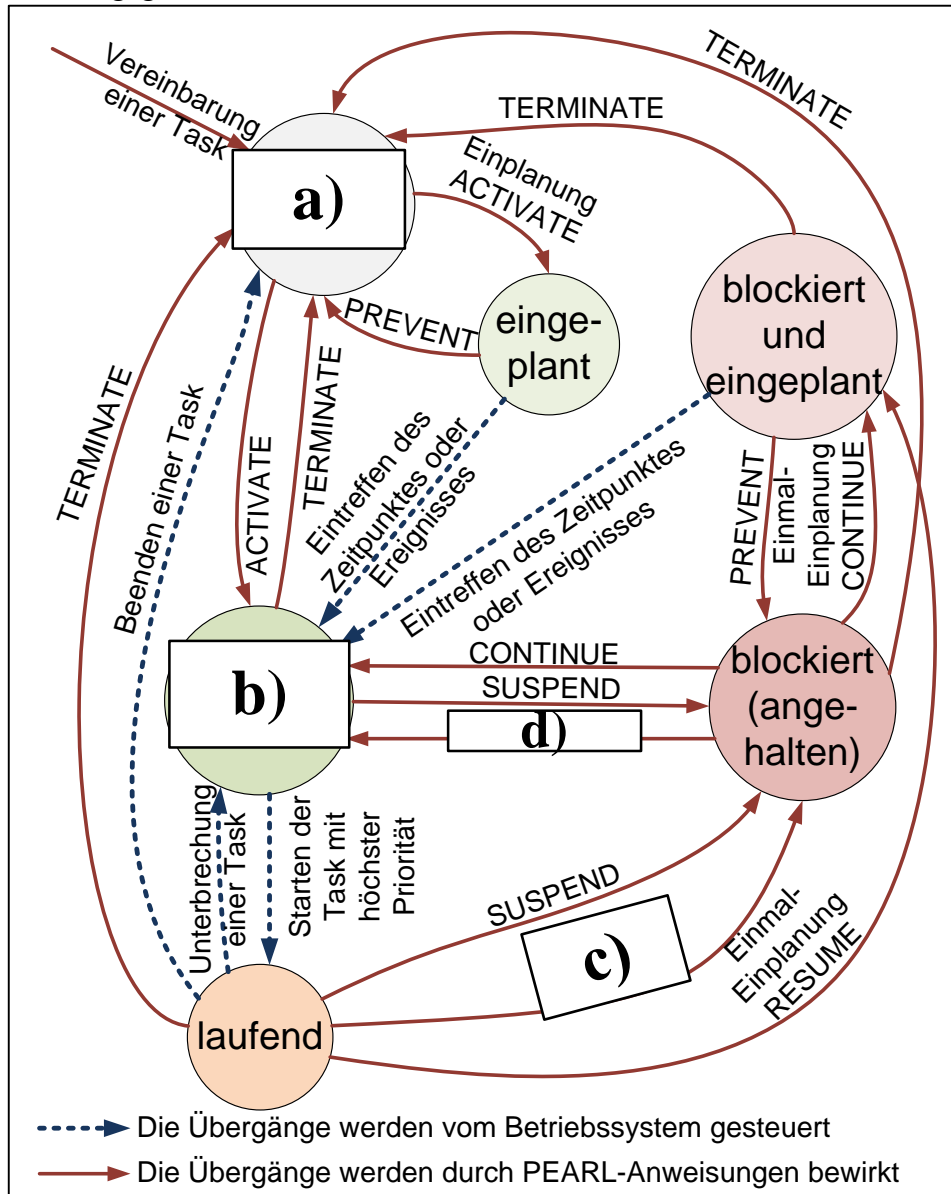 Vereinbarung
einer Task
a)
TERMINATE
TERMINATE
Einplanung
ACTIVATE
PREVENT
einge-
plant
blockiert
und
eingeplant
TERMINATE
Beenden einer Task
ACTIVATE
TERMINATE
Eintreffen des
Zeitpunktes oder
Ereignisses
Eintreffen des Zeitpunktes
oder Ereignisses
PREVENT
Einmal-
Einplanung
CONTINUE
b)
CONTINUE
SUSPEND
d)
blockiert
(ange-
halten)
Unterbrechung
einer Task
Starten der
Task mit
höchster
Priorität
SUSPEND
c)
Einmal-
Einplanung
RESUME
laufend
Die Übergänge werden vom Betriebssystem gesteuert
Die Übergänge werden durch PEARL-Anweisungen bewirkt